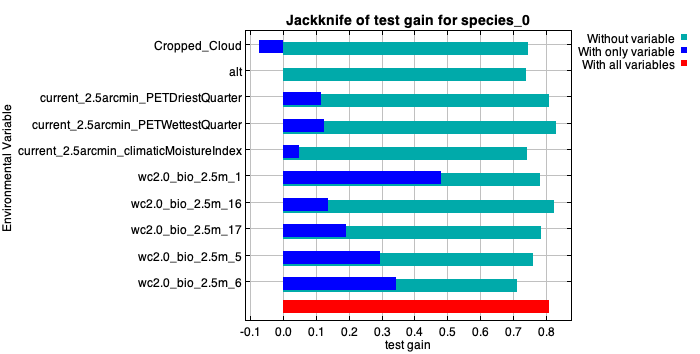 Jackknife of test gain for species_0
Without variable
With only variable
With all variables
Environmental Variable
Cropped_Cloud
alt
current_2.5arcmin_PETDriestQuarter
current_2.5arcmin_PETWettestQuarter
current_2.5arcmin_climaticMoistureIndex
wc2.0_bio_2.5m_1
wc2.0_bio_2.5m_16
wc2.0_bio_2.5m_17
wc2.0_bio_2.5m_5
wc2.0_bio_2.5m_6
-0.1 0.0 0.1 0.2 0.3 0.4 0.5 0.6 0.7 0.8
test gain